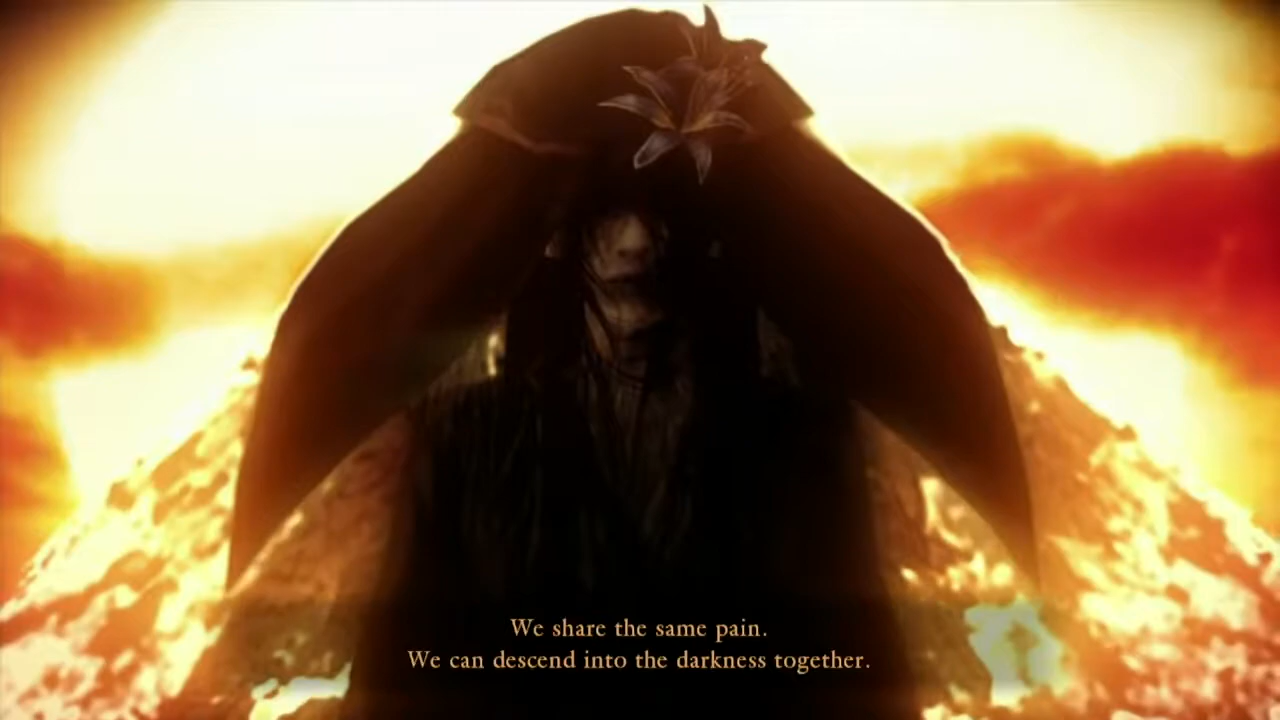 We share the same pain.
We can descend into the darkness together.